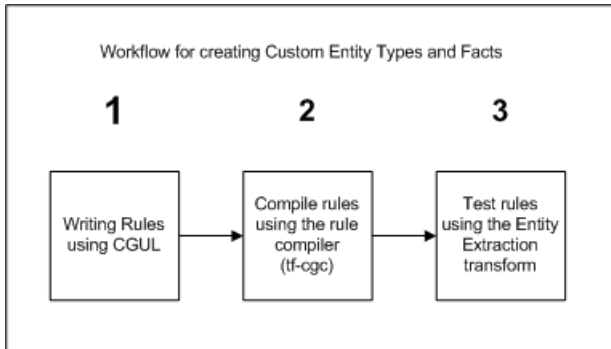 Workflow for creating Custom Entity Types and Facts
1
2
3
Writing Rules
using CGUL
Compile rules
using the rule
compiler
(tf-cgc)
Test rules
using the Entity
Extraction
transform